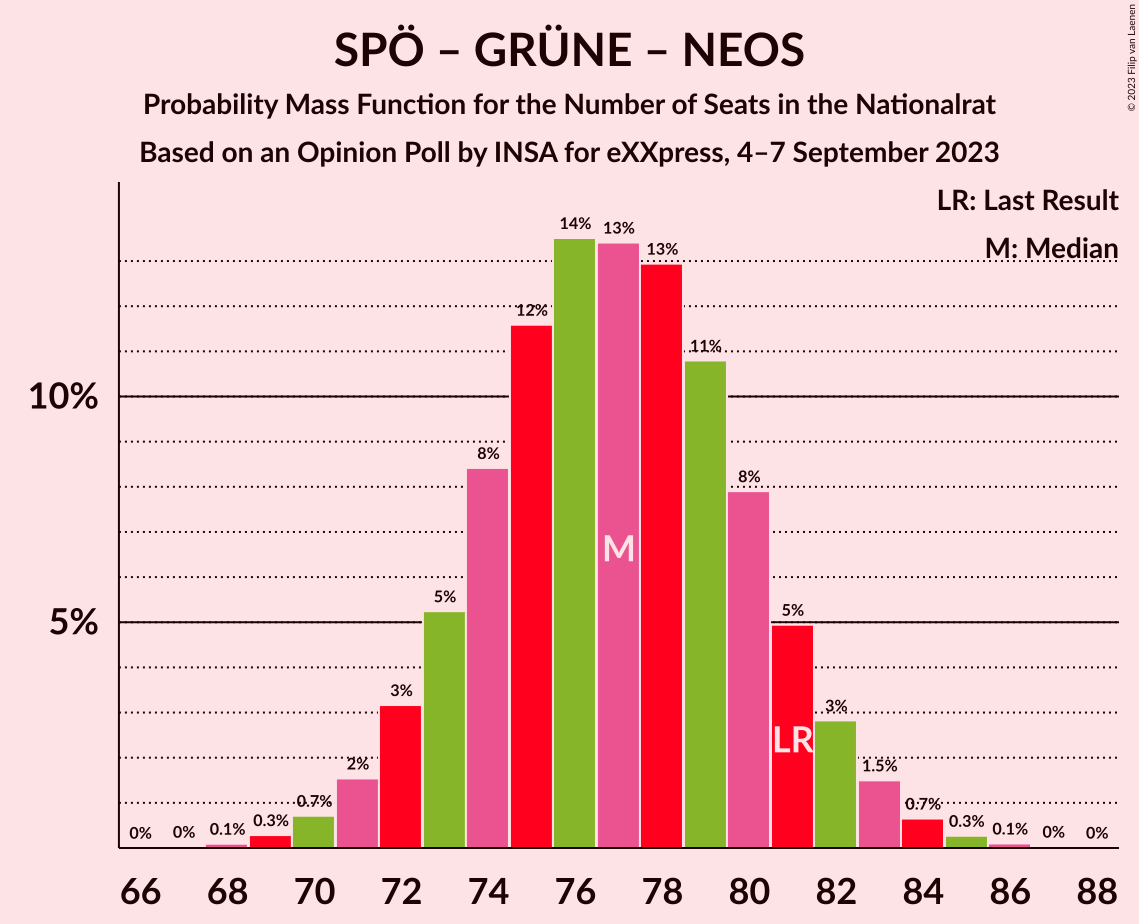 SPÖ – GRÜNE – NEOS
Probability Mass Function for the Number of Seats in the Nationalrat
Based on an Opinion Poll by INSA for eXXpress, 4–7 September 2023
© 2023 Filip van Laenen
LR: Last Result
M: Median
10%
5%
0%
0%
0.1%
0.3%
0.7%
2%
3%
5%
8%
12%
14%
13%
13%
11%
8%
5%
3%
1.5%
0.7%
0.3%
0.1%
0%
0%
M
LR
66 68 70 72 74 76 78 80 82 84 86 88